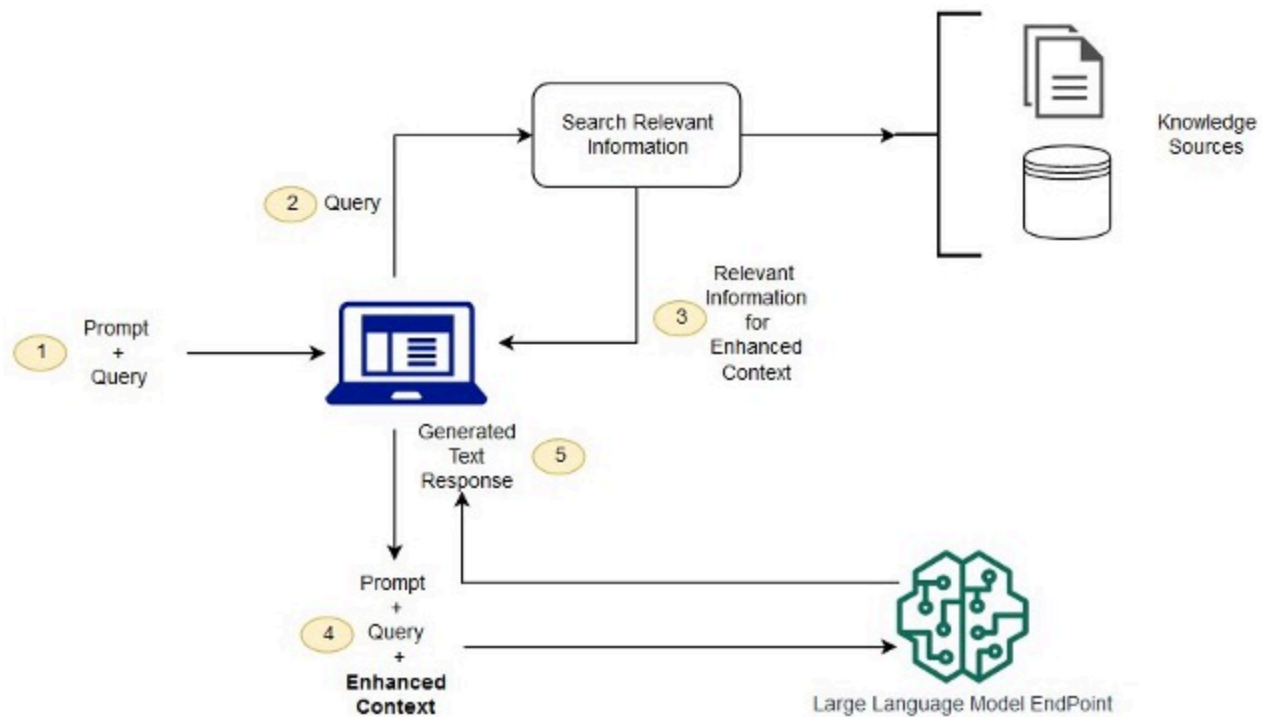 Search Relevant
Information
Knowledge
Sources
2
Query
Relevant
Information
for
Enhanced
Context
3
1
Prompt
+
Query
Generated
Text
Response
5
Prompt
+
Query
+
Enhanced
Context
4
Large Language Model EndPoint